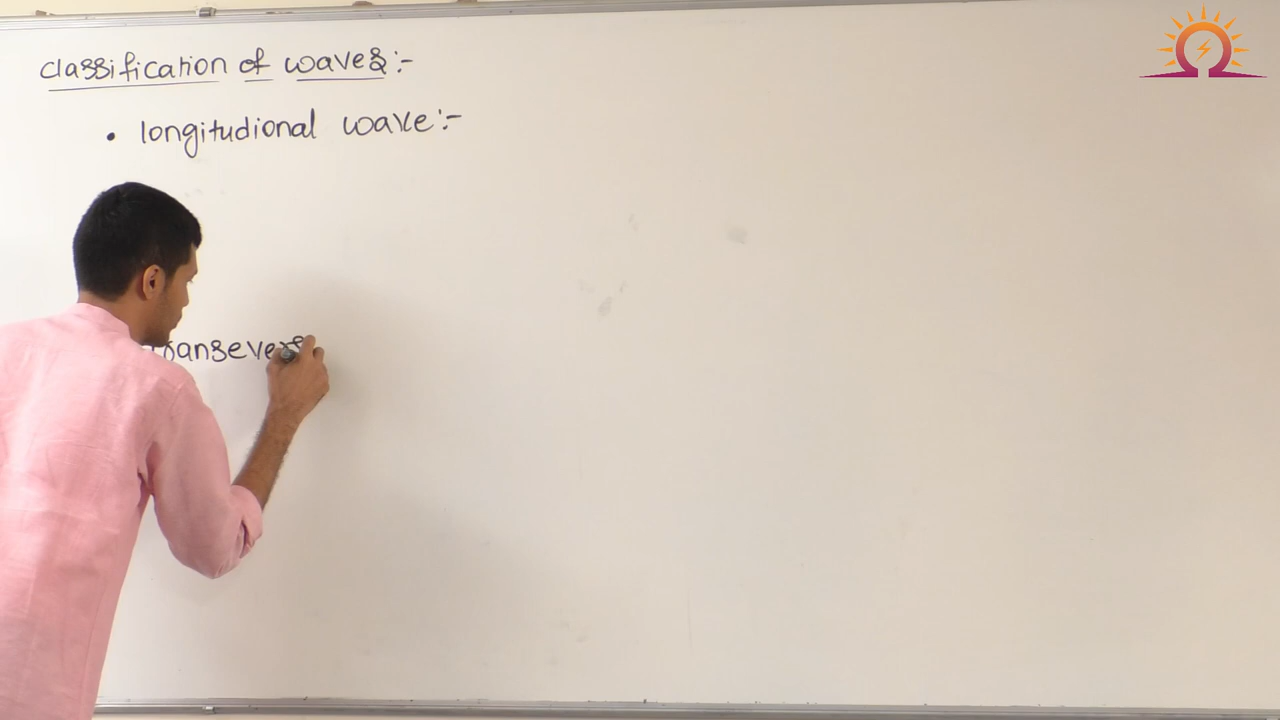 classification of waves:-
• longitudional wave:-
transevers